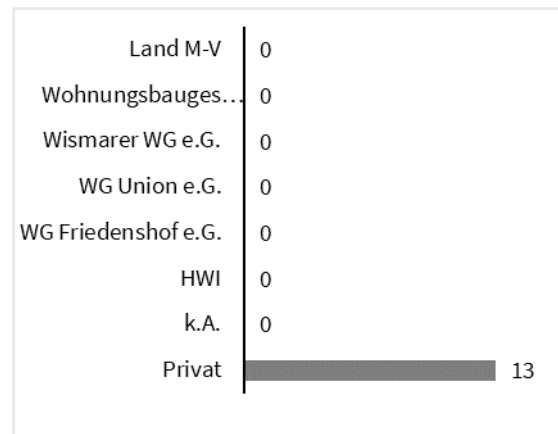 Land M-V 0
Wohnungsbauges… 0
Wismarer WG e.G. 0
WG Union e.G. 0
WG Friedenshof e.G. 0
HWI 0
k.A. 0
Privat 13